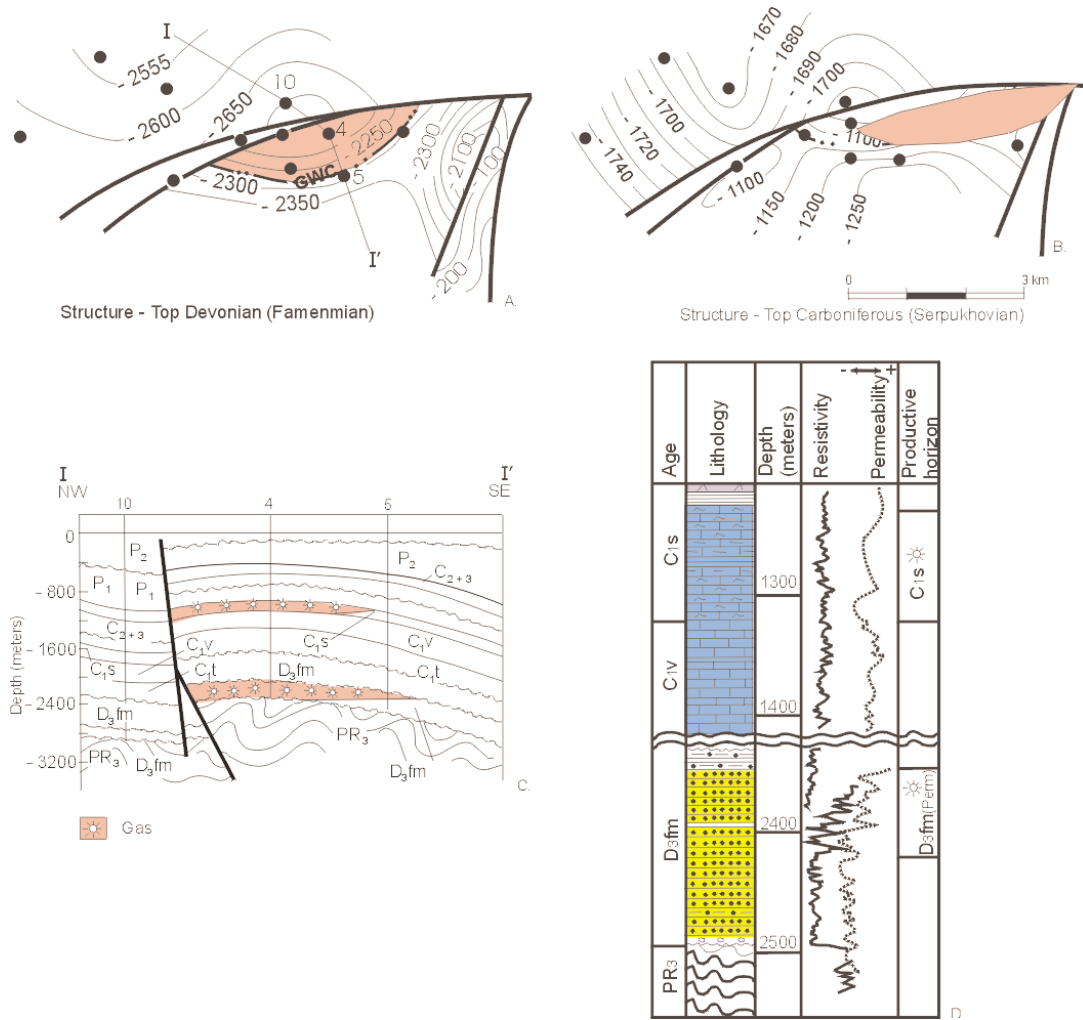 I
- 2555
- 2600
- 2650
10
4
- 2250
- 2300
- 2100
- 100
- 2300
GWC
5
- 2350
- 200
I'
A.
Structure - Top Devonian (Famenmian)
- 1670
- 1680
- 1690
- 1700
- 1700
- 1720
- 1740
- 1100
- 1100
- 1150
- 1200
- 1250
B.
0 3 km
Structure - Top Carboniferous (Serpukhovian)
I I'
NW SE
10 4 5
Depth (meters)
0
- 800
- 1600
- 2400
- 3200
P2
P2
P1
P1
C2+3
C2+3
C1v
C1s
C1v
C1s
C1t
D3fm
C1t
D3fm
PR3
PR3
D3fm
D3fm
C.
Gas
- +
Age
Lithology
Depth (meters)
Resistivity
Permeability
Productive horizon
C1s
C1s
1300
C1v
1400
D3fm
D3fm(Perm)
2400
2500
PR3
D